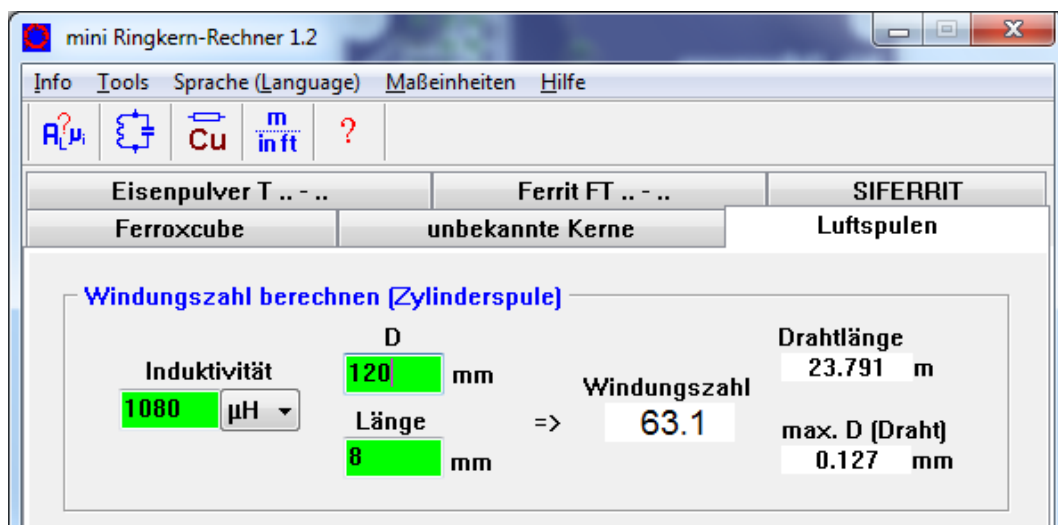 mini Ringkern-Rechner 1.2
Info Tools Sprache (Language) Maßeinheiten Hilfe
A?Lµi Cu m in ft ?
Eisenpulver T .. - .. Ferrit FT .. - .. SIFERRIT
Ferroxcube unbekannte Kerne Luftspulen
Windungszahl berechnen (Zylinderspule)
D Drahtlänge
Induktivität 120 mm 23.791 m
Windungszahl
1080 µH Länge => 63.1
max. D (Draht)
8 mm 0.127 mm